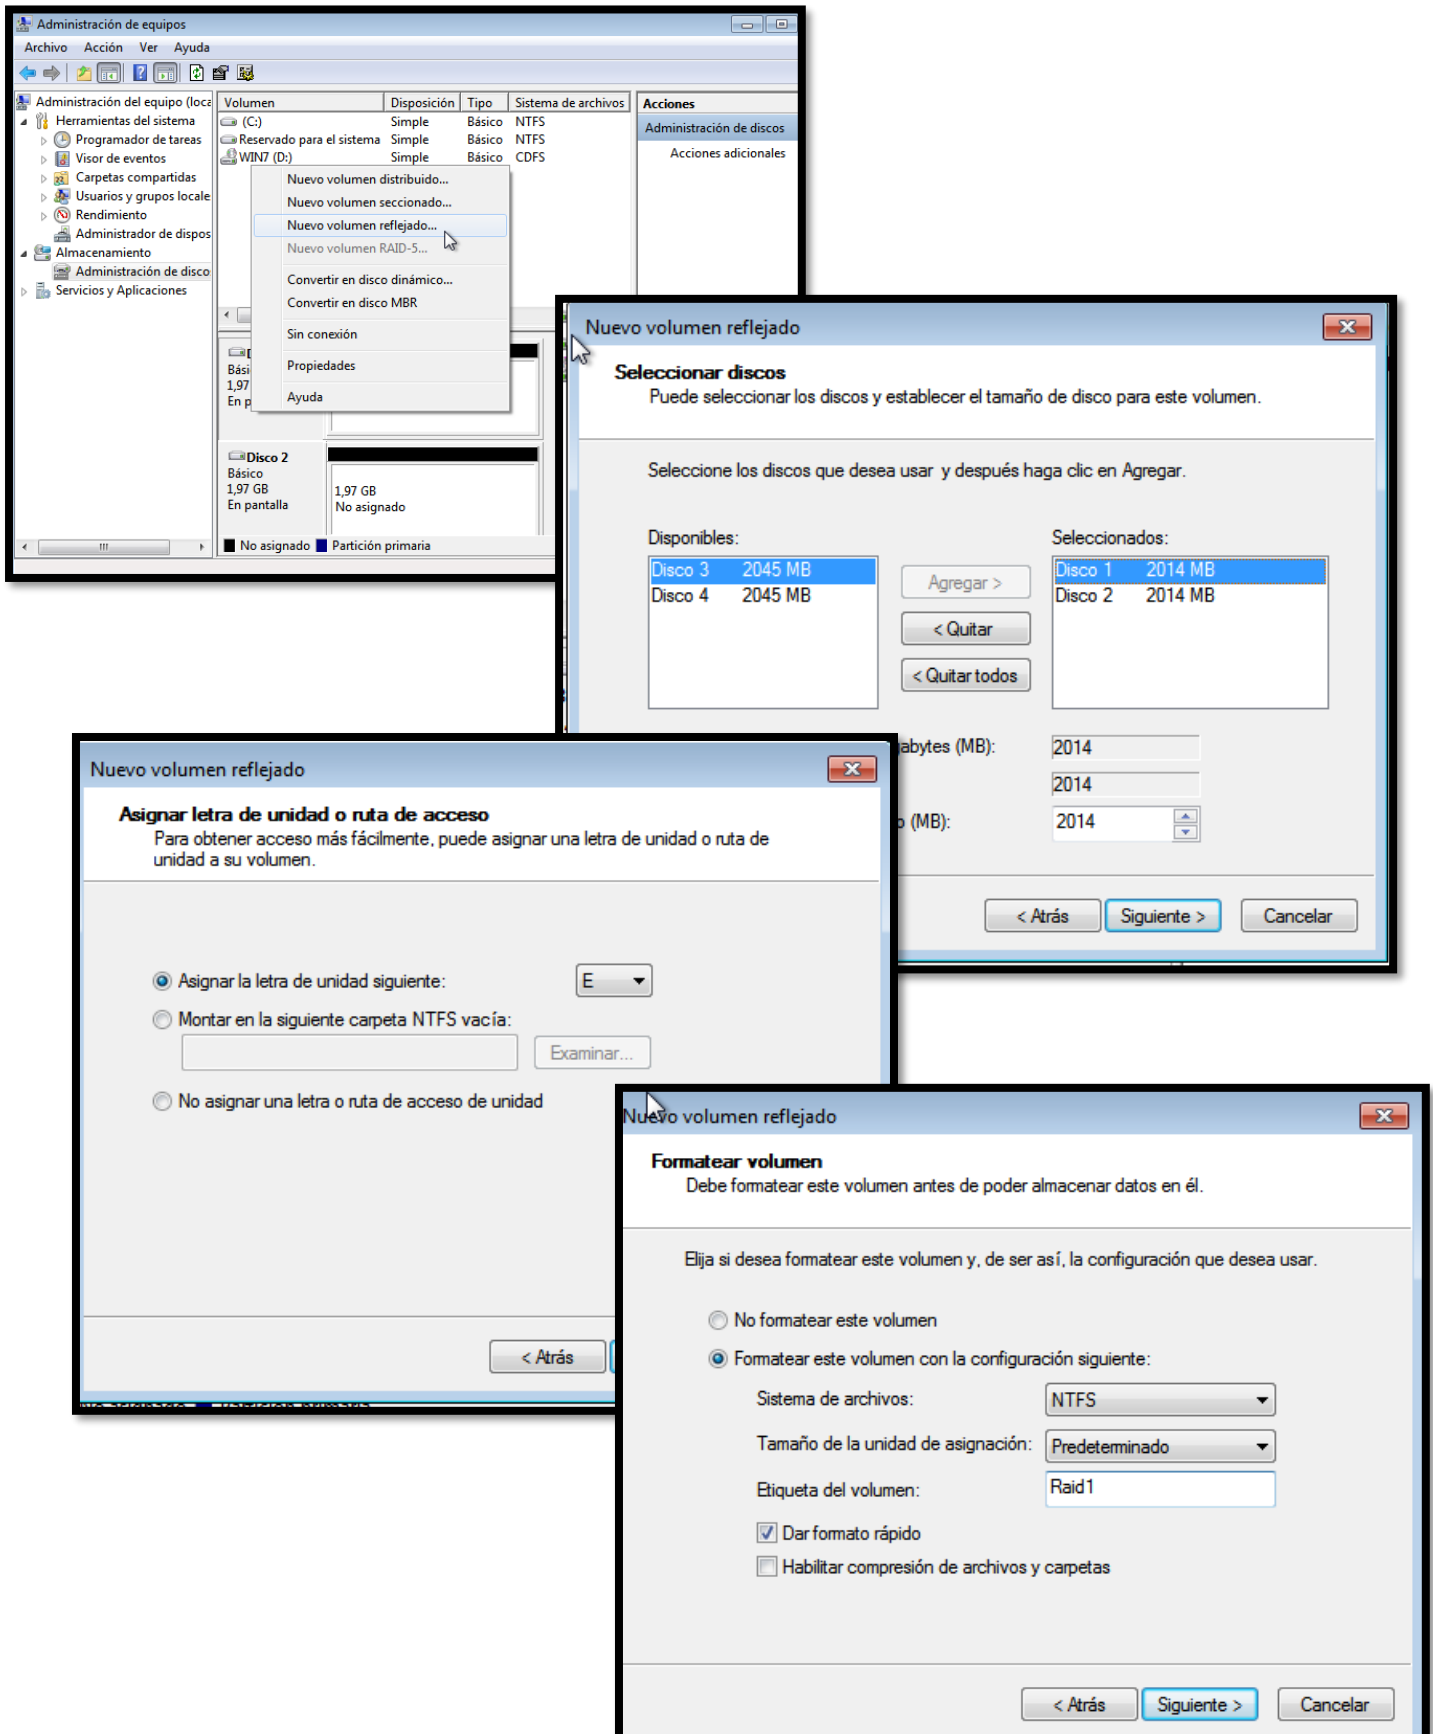 Administración de equipos
Archivo Acción Ver Ayuda
Administración del equipo (loca
Herramientas del sistema
Programador de tareas
Visor de eventos
Carpetas compartidas
Usuarios y grupos locale
Rendimiento
Administrador de dispos
Almacenamiento
Administración de disco
Servicios y Aplicaciones
Volumen Disposición Tipo Sistema de archivos
(C:) Simple Básico NTFS
Reservado para el sistema Simple Básico NTFS
WIN7 (D:) Simple Básico CDFS
Acciones
Administración de discos
Acciones adicionales
Nuevo volumen distribuido...
Nuevo volumen seccionado...
Nuevo volumen reflejado...
Nuevo volumen RAID-5...
Convertir en disco dinámico...
Convertir en disco MBR
Sin conexión
Propiedades
Ayuda
Bási
1,97
En p
Disco 2
Básico
1,97 GB
En pantalla
1,97 GB
No asignado
No asignado Partición primaria
Nuevo volumen reflejado
Seleccionar discos
Puede seleccionar los discos y establecer el tamaño de disco para este volumen.
Seleccione los discos que desea usar y después haga clic en Agregar.
Disponibles: Seleccionados:
Disco 3 2045 MB
Disco 4 2045 MB
Agregar >
< Quitar
< Quitar todos
Disco 1 2014 MB
Disco 2 2014 MB
abytes (MB): 2014
2014
o (MB): 2014
< Atrás Siguiente > Cancelar
Nuevo volumen reflejado
Asignar letra de unidad o ruta de acceso
Para obtener acceso más fácilmente, puede asignar una letra de unidad o ruta de
unidad a su volumen.
Asignar la letra de unidad siguiente: E
Montar en la siguiente carpeta NTFS vacía:
Examinar...
No asignar una letra o ruta de acceso de unidad
< Atrás
Nuevo volumen reflejado
Formatear volumen
Debe formatear este volumen antes de poder almacenar datos en él.
Elija si desea formatear este volumen y, de ser así, la configuración que desea usar.
No formatear este volumen
Formatear este volumen con la configuración siguiente:
Sistema de archivos: NTFS
Tamaño de la unidad de asignación: Predeterminado
Etiqueta del volumen: Raid1
Dar formato rápido
Habilitar compresión de archivos y carpetas
< Atrás Siguiente > Cancelar